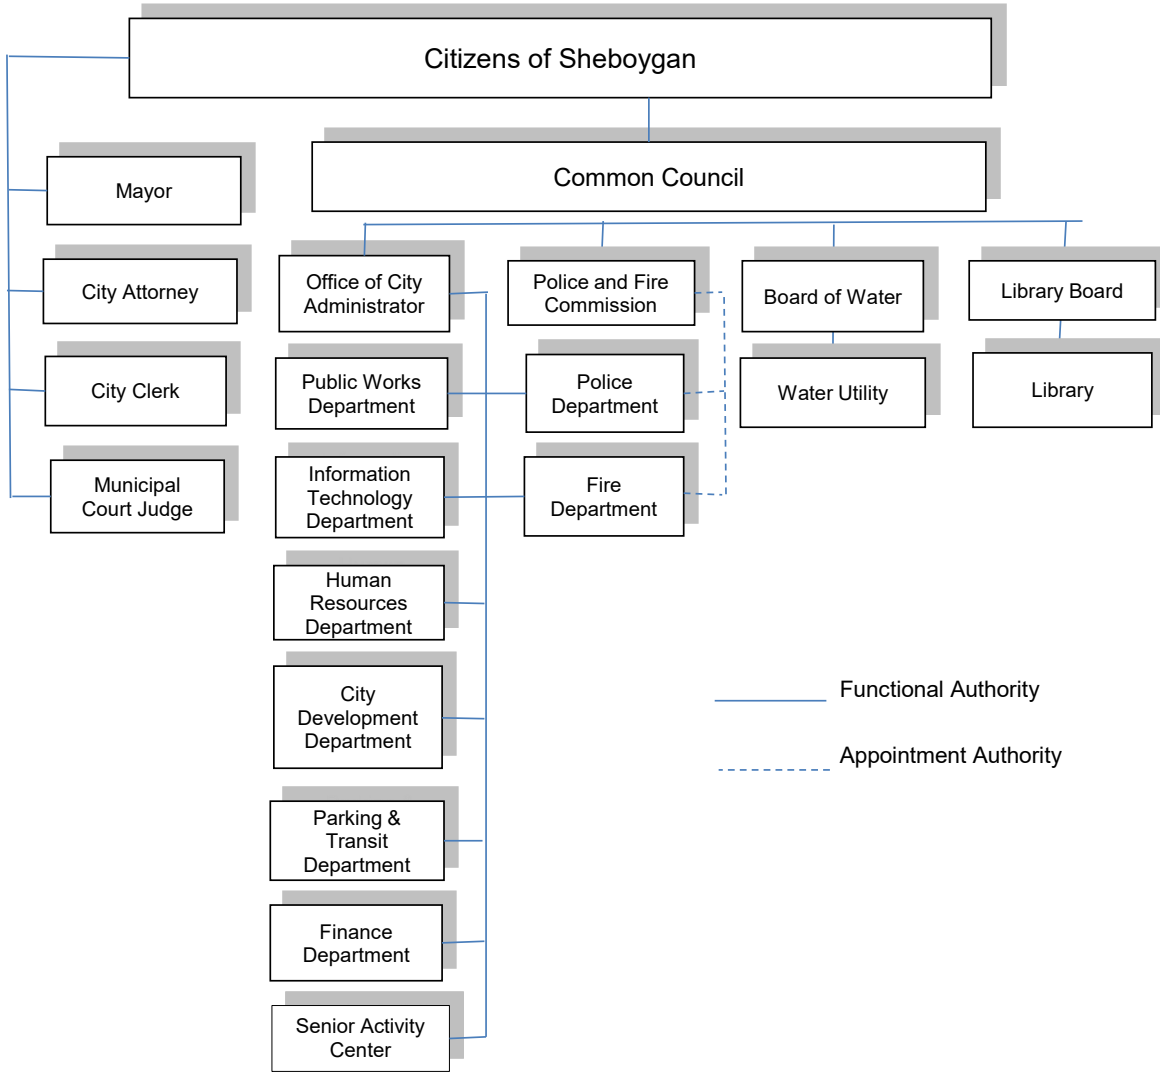 Citizens of Sheboygan
Common Council
Mayor
City Attorney
City Clerk
Municipal
Court Judge
Office of City
Administrator
Police and Fire
Commission
Board of Water
Library Board
Public Works
Department
Police
Department
Water Utility
Library
Information
Technology
Department
Fire
Department
Human
Resources
Department
City
Development
Department
Parking &
Transit
Department
Finance
Department
Senior Activity
Center
Functional Authority
Appointment Authority